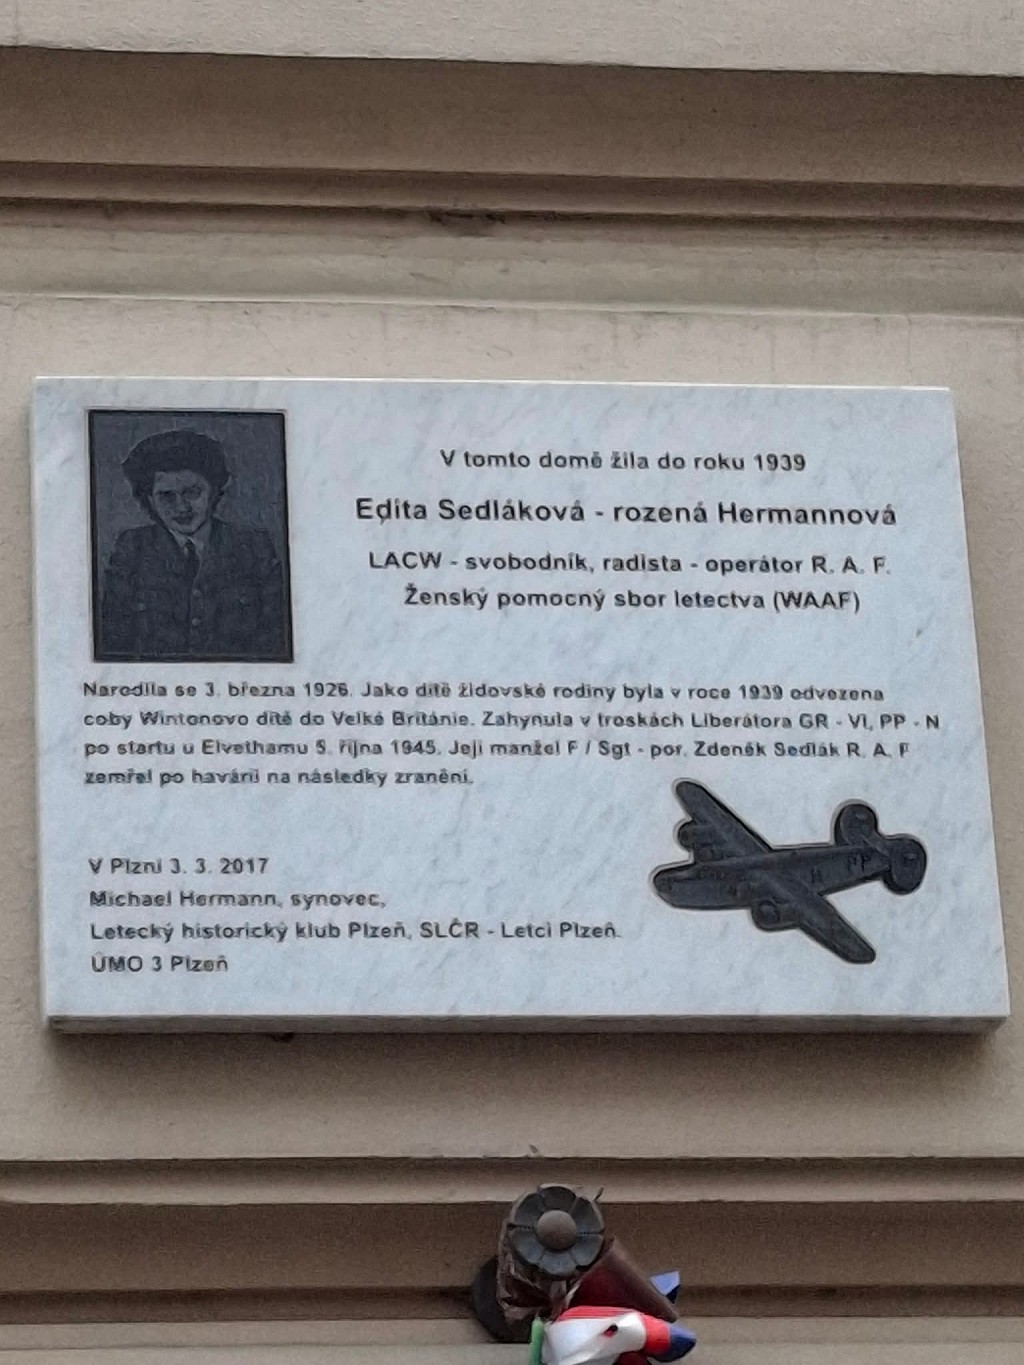 V tomto domě žila do roku 1939
Edita Sedláková - rozená Hermannová
LACW - svobodník, radista - operátor R. A. F.
Ženský pomocný sbor letectva (WAAF)
Narodila se 3. března 1926. Jako dítě židovské rodiny byla v roce 1939 odvezena
coby Wintonovo dítě do Velké Británie. Zahynula v troskách Liberátora GR - VI, PP - N
po startu u Elvethamu 5. října 1945. Její manžel F / Sgt - por. Zdeněk Sedlák R. A. F
zemřel po havárii na následky zranění.
V Plzni 3. 3. 2017
Michael Hermann, synovec,
Letecký historický klub Plzeň, SLČR - Letci Plzeň.
ÚMO 3 Plzeň
PP